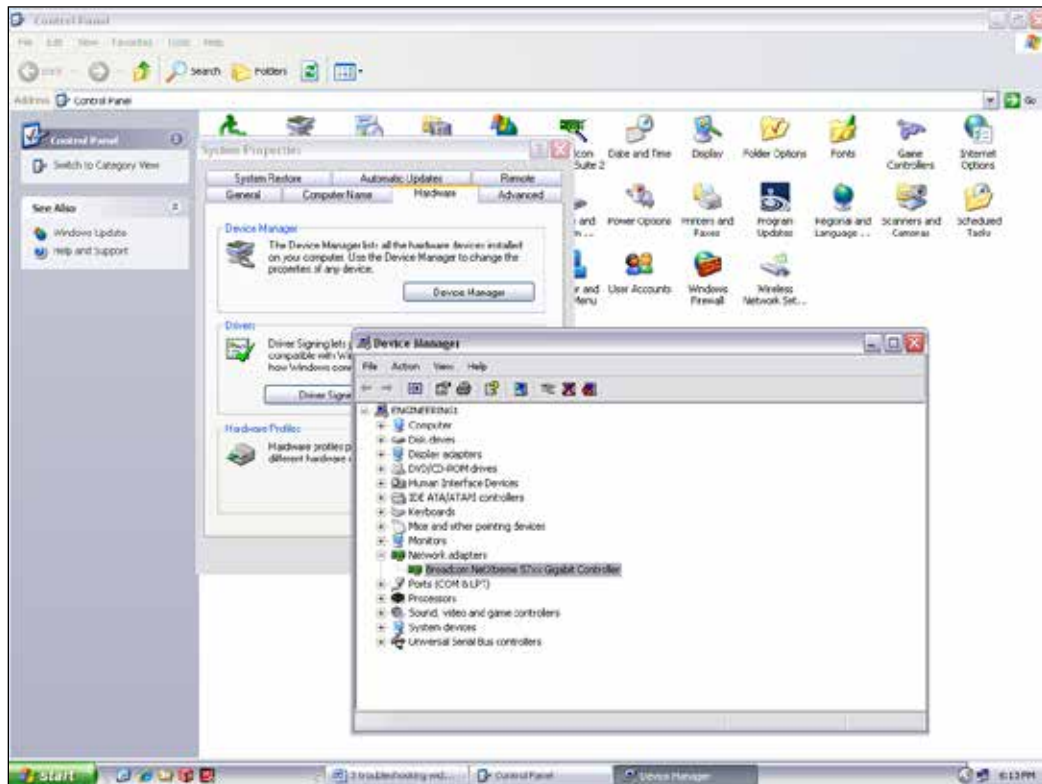 Control Panel
File Edit View Favorites Tools Help
Search Folders
Address Control Panel Go
Control Panel
Switch to Category View
See Also
Windows Update
Help and Support
Date and Time
Display
Folder Options
Fonts
Game Controllers
Internet Options
Power Options
Printers and Faxes
Program Updates
Regional and Language ...
Scanners and Cameras
Scheduled Tasks
User Accounts
Windows Firewall
Wireless Network Set...
System Properties
System Restore Automatic Updates Remote
General Computer Name Hardware Advanced
Device Manager
The Device Manager lists all the hardware devices installed
on your computer. Use the Device Manager to change the
properties of any device.
Device Manager
Drivers
Driver Signing lets
compatible with
how Windows
Driver
Hardware Profiles
Hardware profiles
different hardware
Device Manager
File Action View Help
ENGINEERING1
Computer
Disk drives
Display adapters
DVD/CD-ROM drives
Human Interface Devices
IDE ATA/ATAPI controllers
Keyboards
Mice and other pointing devices
Monitors
Network adapters
Broadcom NetXtreme 57xx Gigabit Controller
Ports (COM & LPT)
Processors
Sound, video and game controllers
System devices
Universal Serial Bus controllers
start
Control Panel
Device Manager
6:13 PM